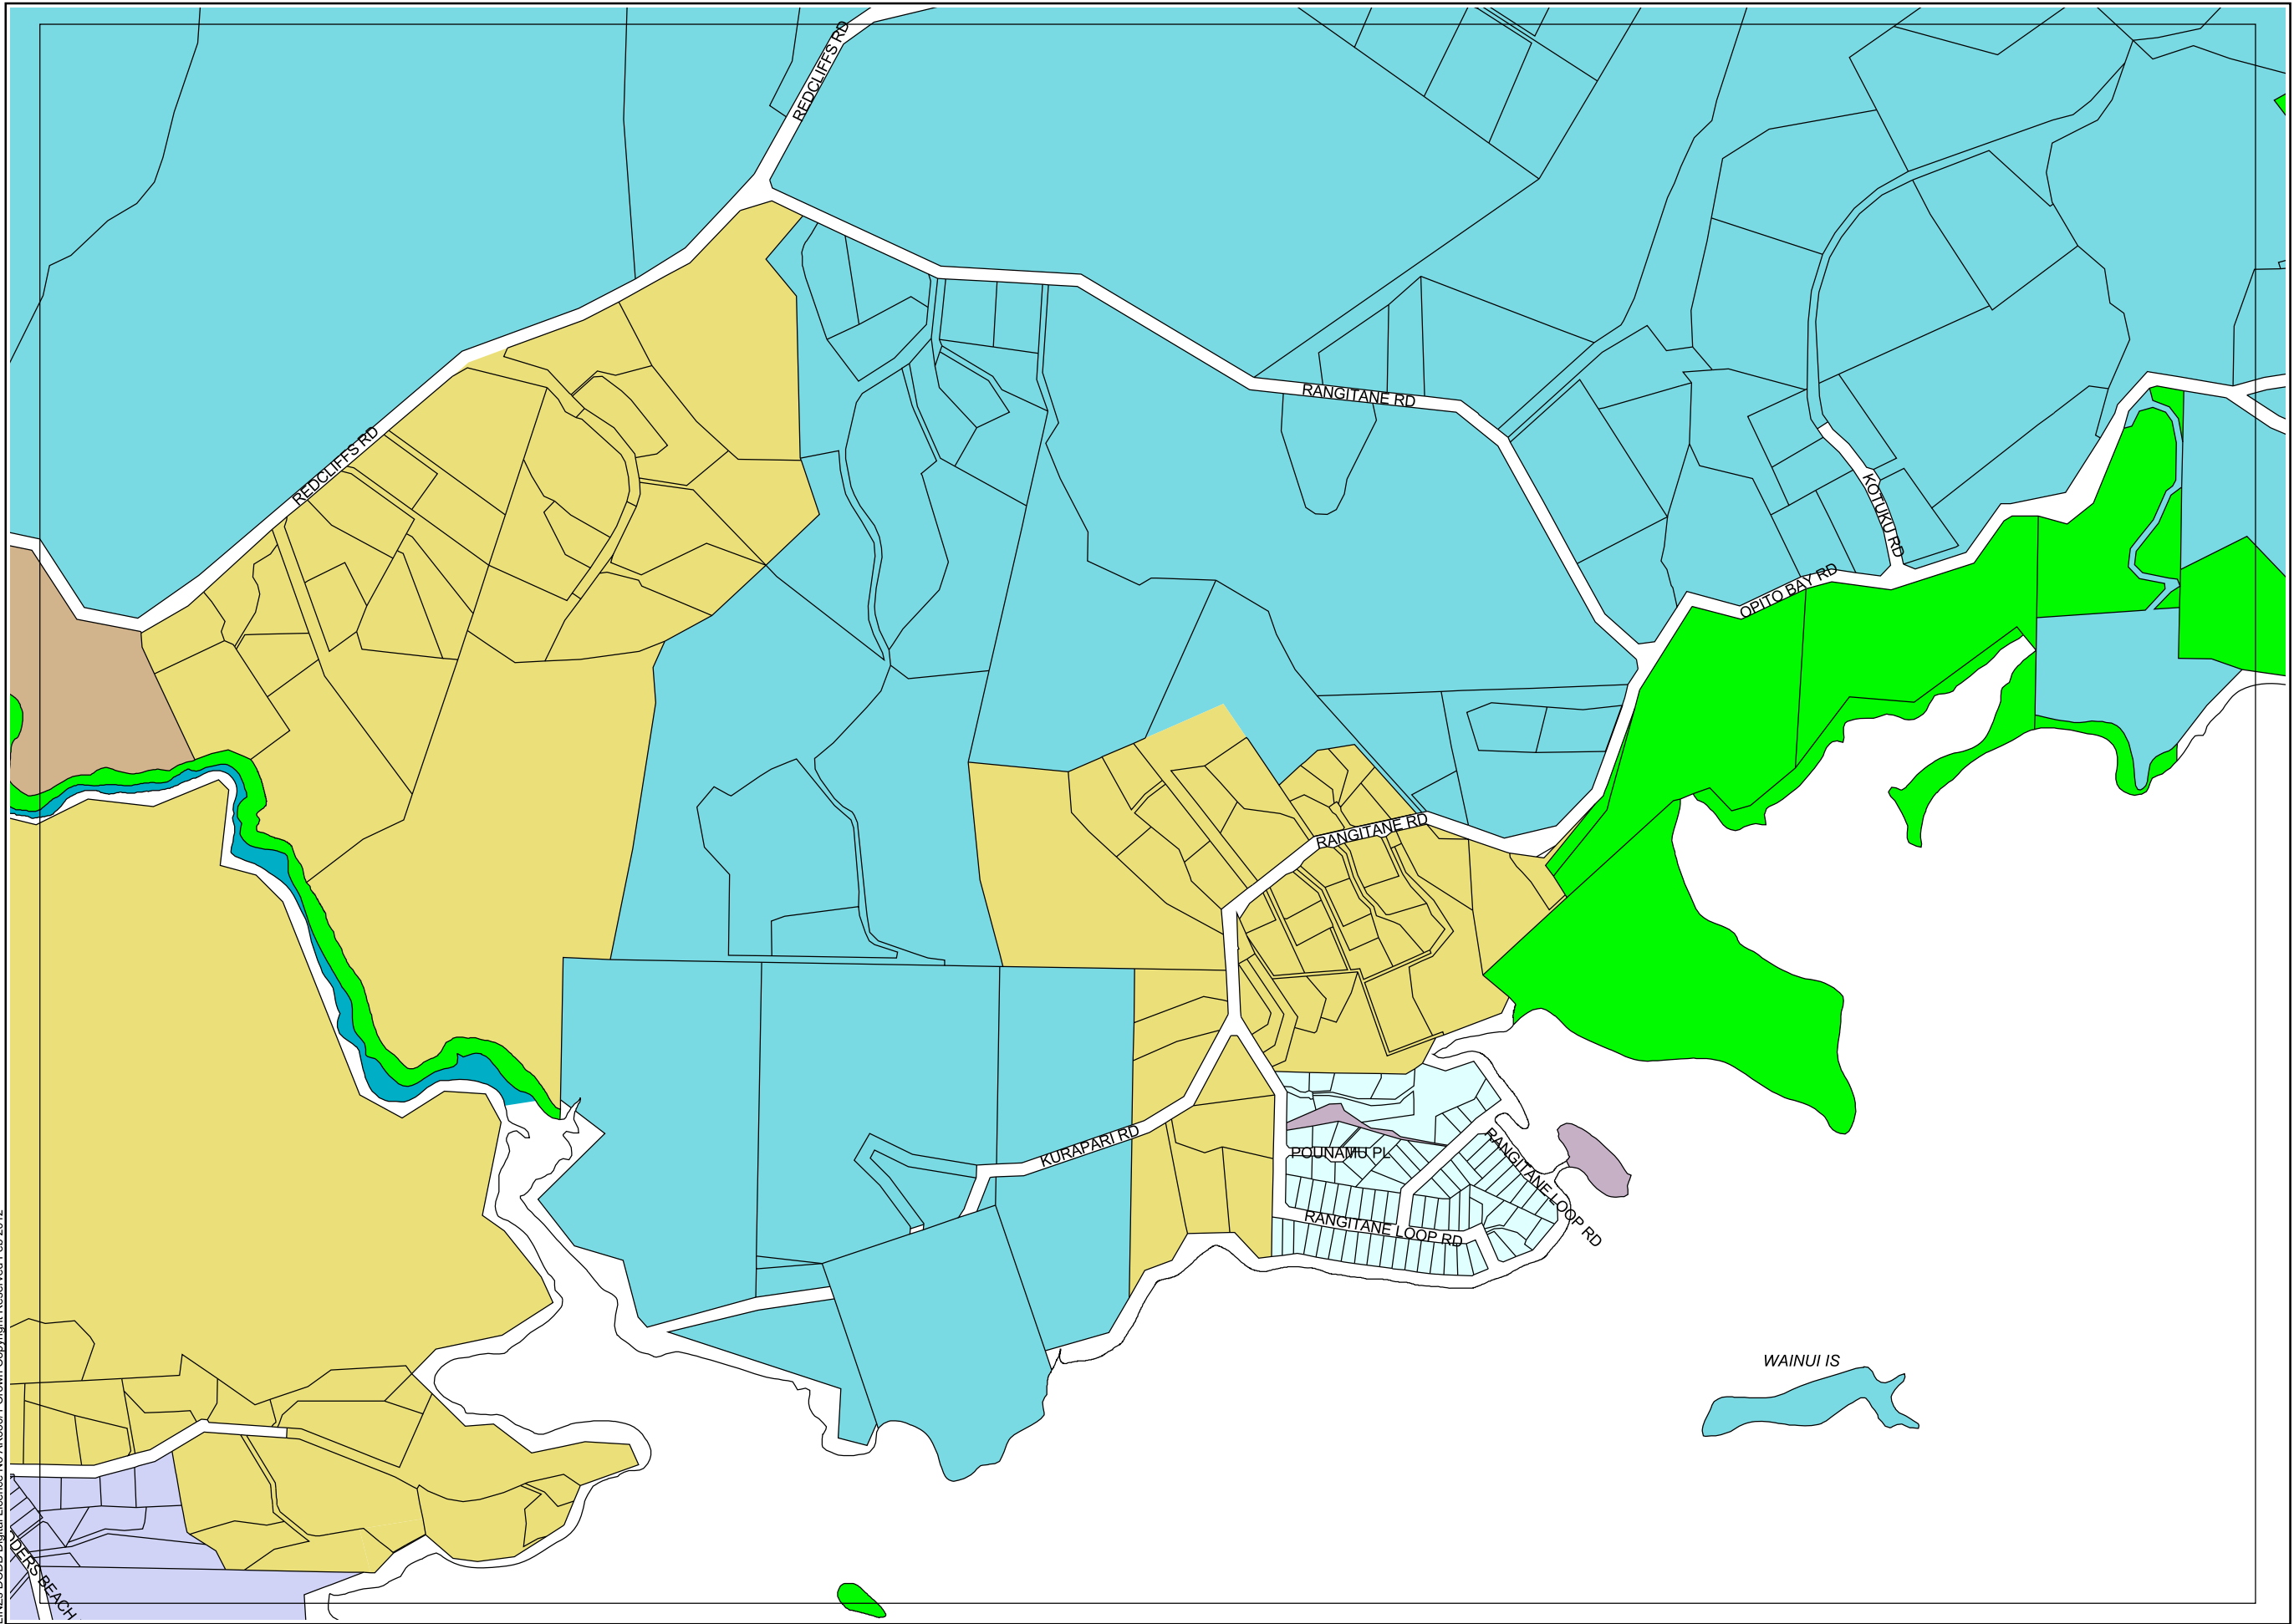 REDCLIFFS RD
RANGITANE RD
REDCLIFFS RD
KOTUKU RD
OPITO BAY RD
RANGITANE RD
KURAPARI RD
POUNAMU PL
RANGITANE LOOP RD
RANGITANE LOOP RD
WAINUI IS
BEACH